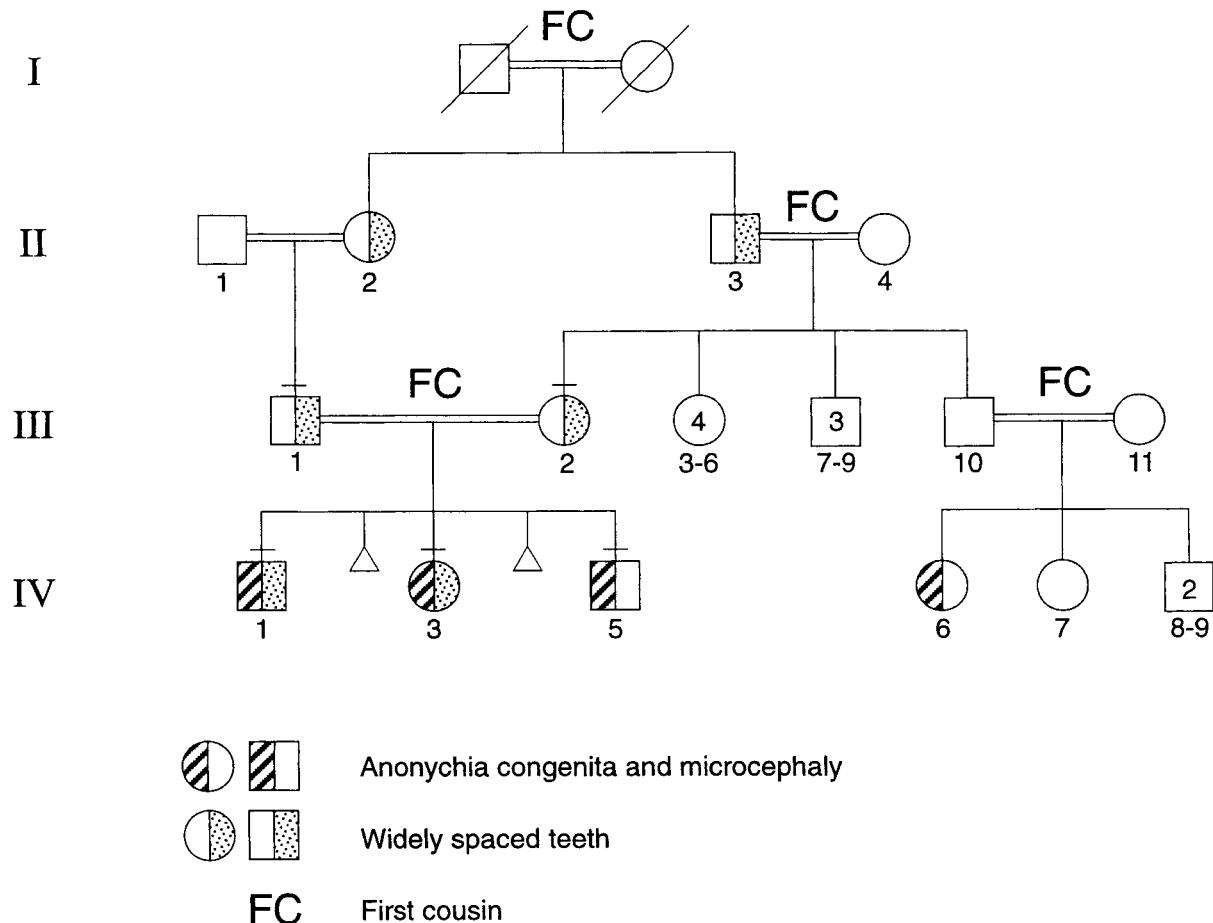 FC
I
FC
II
1 2 3 4
FC FC
III
4 3
1 2 3-6 7-9 10 11
IV
2
1 3 5 6 7 8-9
Anonychia congenita and microcephaly
Widely spaced teeth
FC First cousin